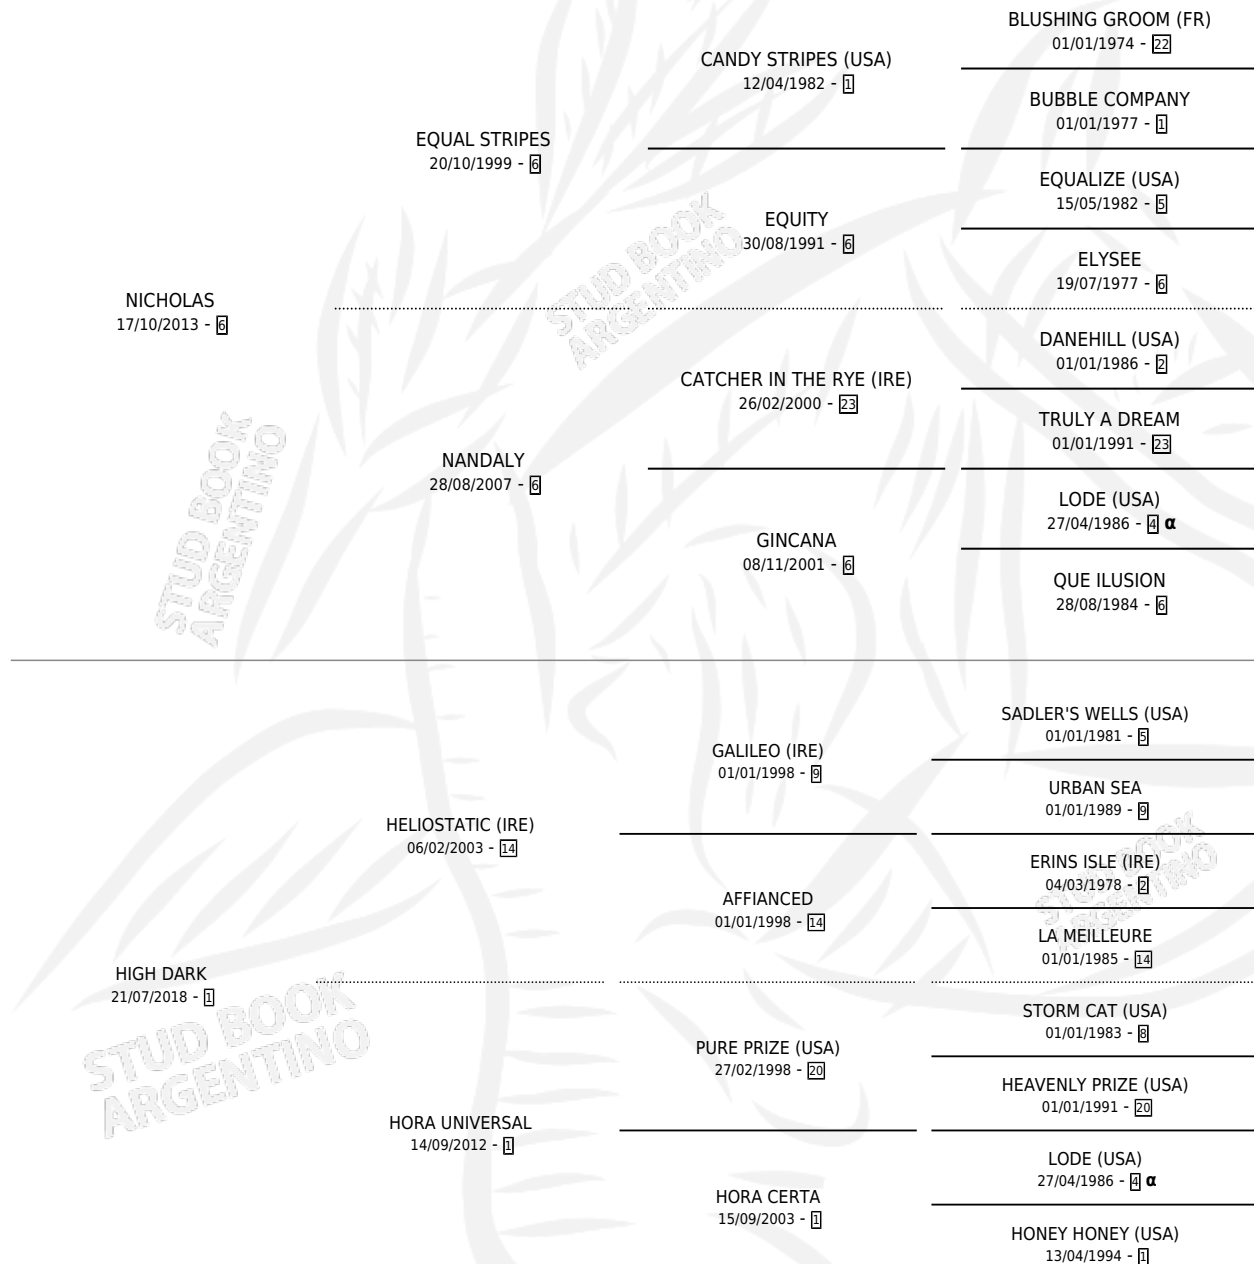 BLUSHING GROOM (FR)
01/01/1974 - 22
CANDY STRIPES (USA)
12/04/1982 - 1
BUBBLE COMPANY
01/01/1977 - 1
EQUAL STRIPES
20/10/1999 - 6
EQUALIZE (USA)
15/05/1982 - 5
EQUITY
30/08/1991 - 6
ELYSEE
19/07/1977 - 6
NICHOLAS
17/10/2013 - 6
DANEHILL (USA)
01/01/1986 - 2
CATCHER IN THE RYE (IRE)
26/02/2000 - 23
TRULY A DREAM
01/01/1991 - 23
NANDALY
28/08/2007 - 6
LODE (USA)
27/04/1986 - 4 α
GINCANA
08/11/2001 - 6
QUE ILUSION
28/08/1984 - 6
STUD BOOK
ARGENTINO
STUD BOOK
ARGENTINO
SADLER'S WELLS (USA)
01/01/1981 - 5
GALILEO (IRE)
01/01/1998 - 9
URBAN SEA
01/01/1989 - 9
HELIOSTATIC (IRE)
06/02/2003 - 14
ERINS ISLE (IRE)
04/03/1978 - 2
AFFIANCED
01/01/1998 - 14
LA MEILLEURE
01/01/1985 - 14
HIGH DARK
21/07/2018 - 1
STORM CAT (USA)
01/01/1983 - 8
PURE PRIZE (USA)
27/02/1998 - 20
HEAVENLY PRIZE (USA)
01/01/1991 - 20
HORA UNIVERSAL
14/09/2012 - 1
LODE (USA)
27/04/1986 - 4 α
HORA CERTA
15/09/2003 - 1
HONEY HONEY (USA)
13/04/1994 - 1
STUD BOOK
ARGENTINO
STUD BOOK
ARGENTINO